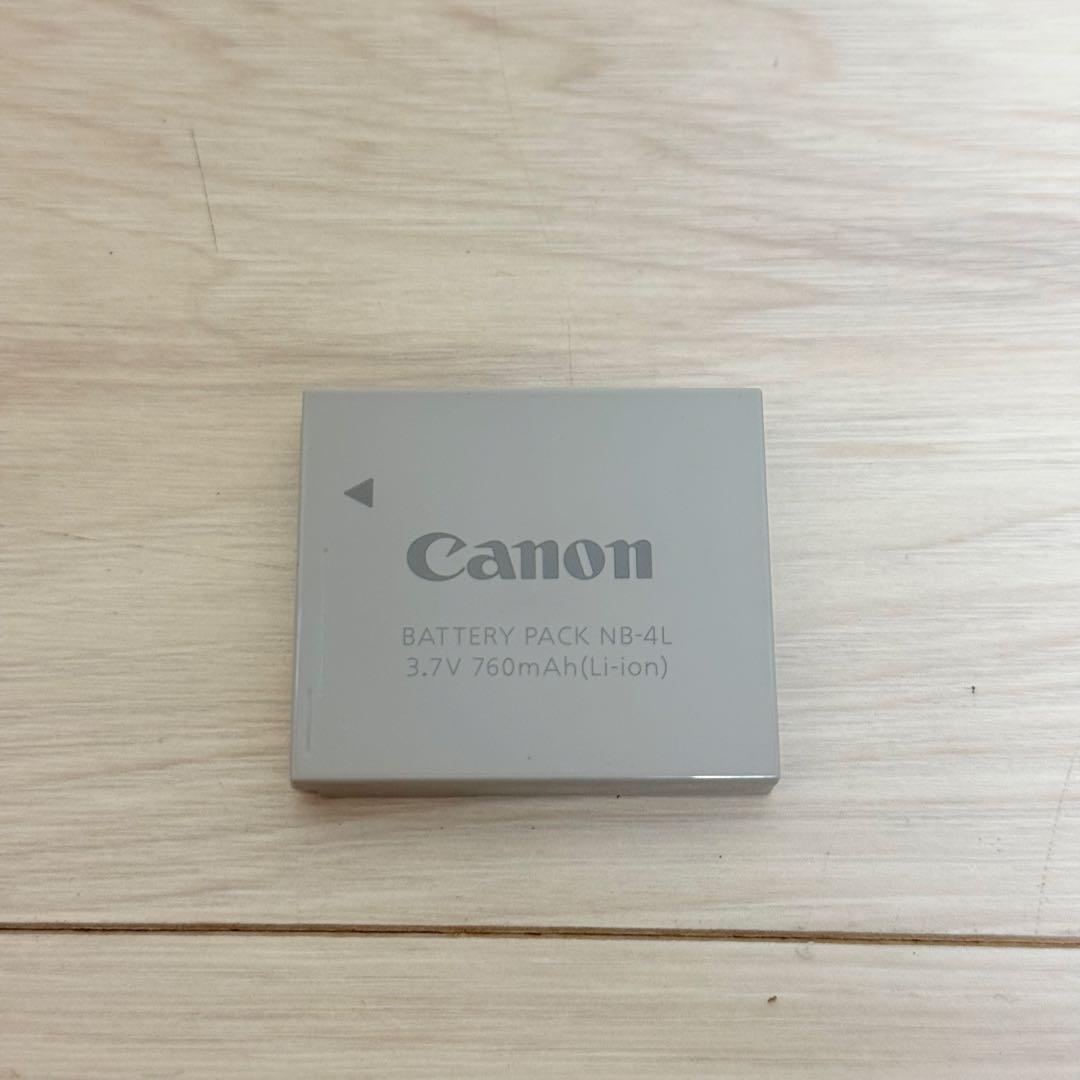 Canon
BATTERY PACK NB-4L
3.7V 760mAh(Li-ion)